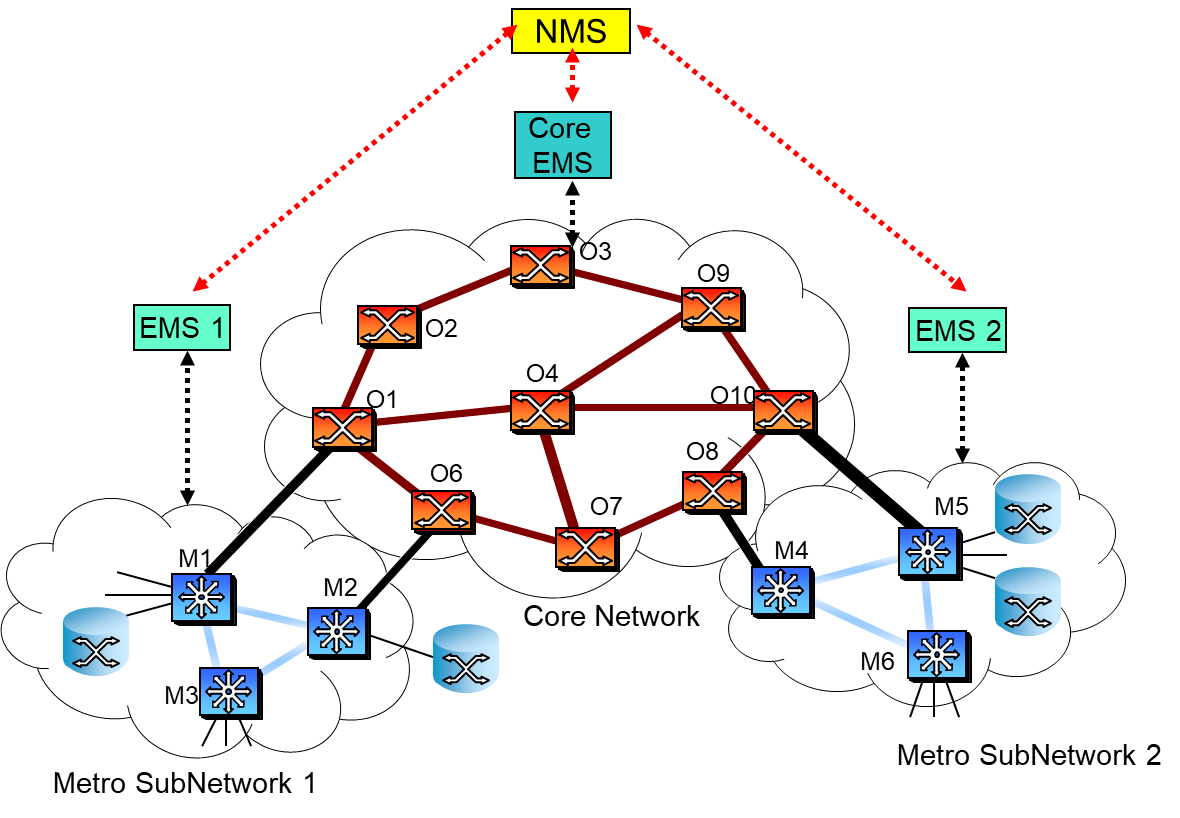 NMS
Core
EMS
O3
O9
EMS 1
O2
EMS 2
O4
O1
O10
O6
O8
O7
M5
M1
M4
M2
Core Network
M6
M3
Metro SubNetwork 2
Metro SubNetwork 1